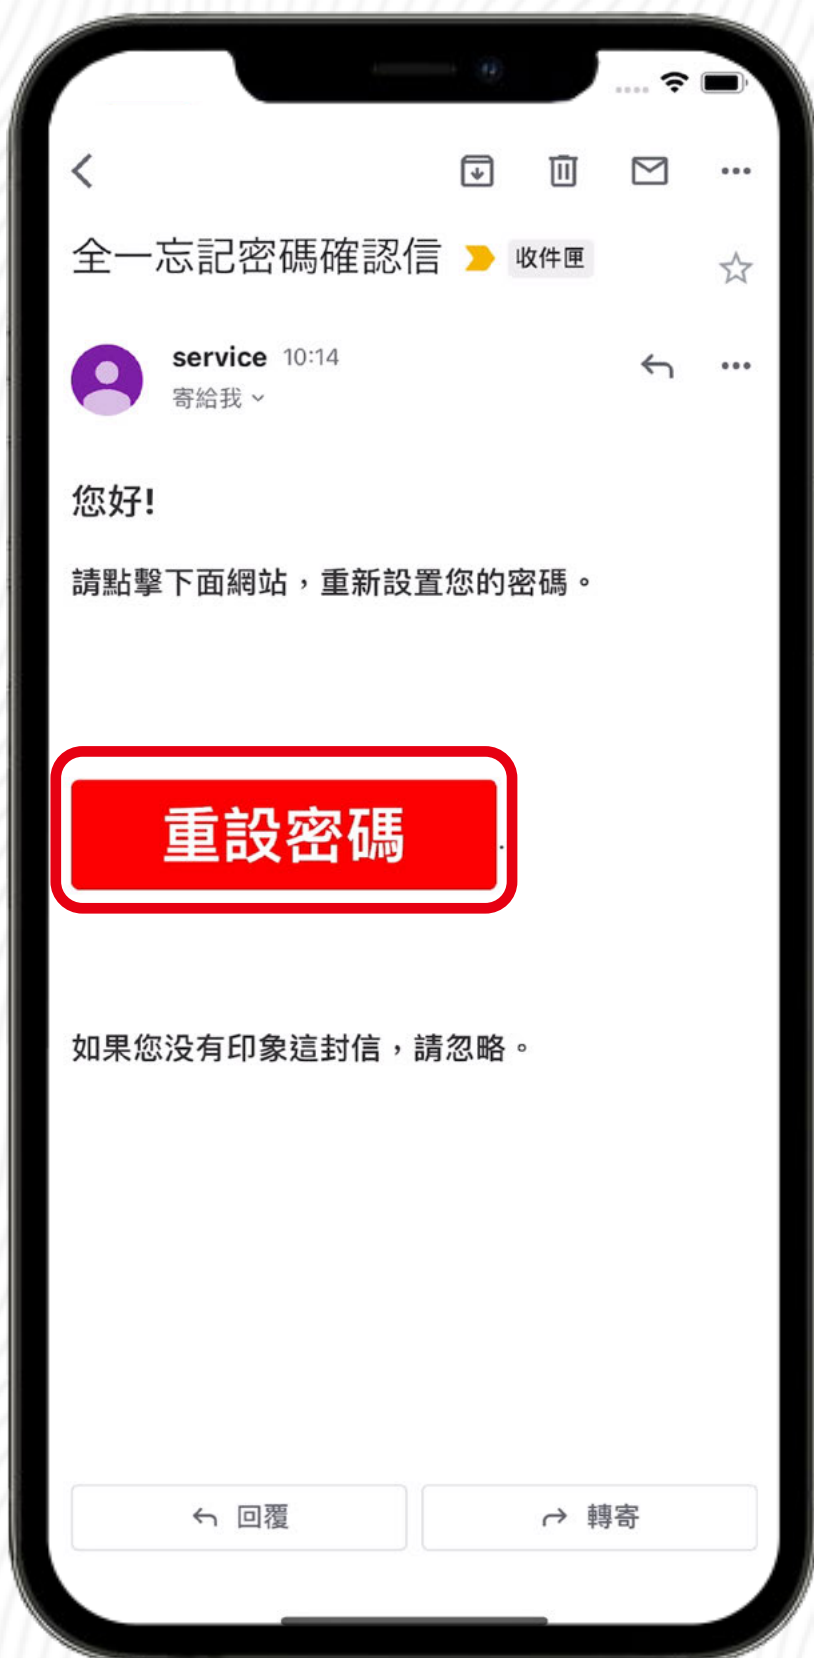 全一忘記密碼確認信 收件匣
service 10:14
寄給我
您好!
請點擊下面網站，重新設置您的密碼。
重設密碼.
如果您没有印象這封信，請忽略。
回覆 轉寄